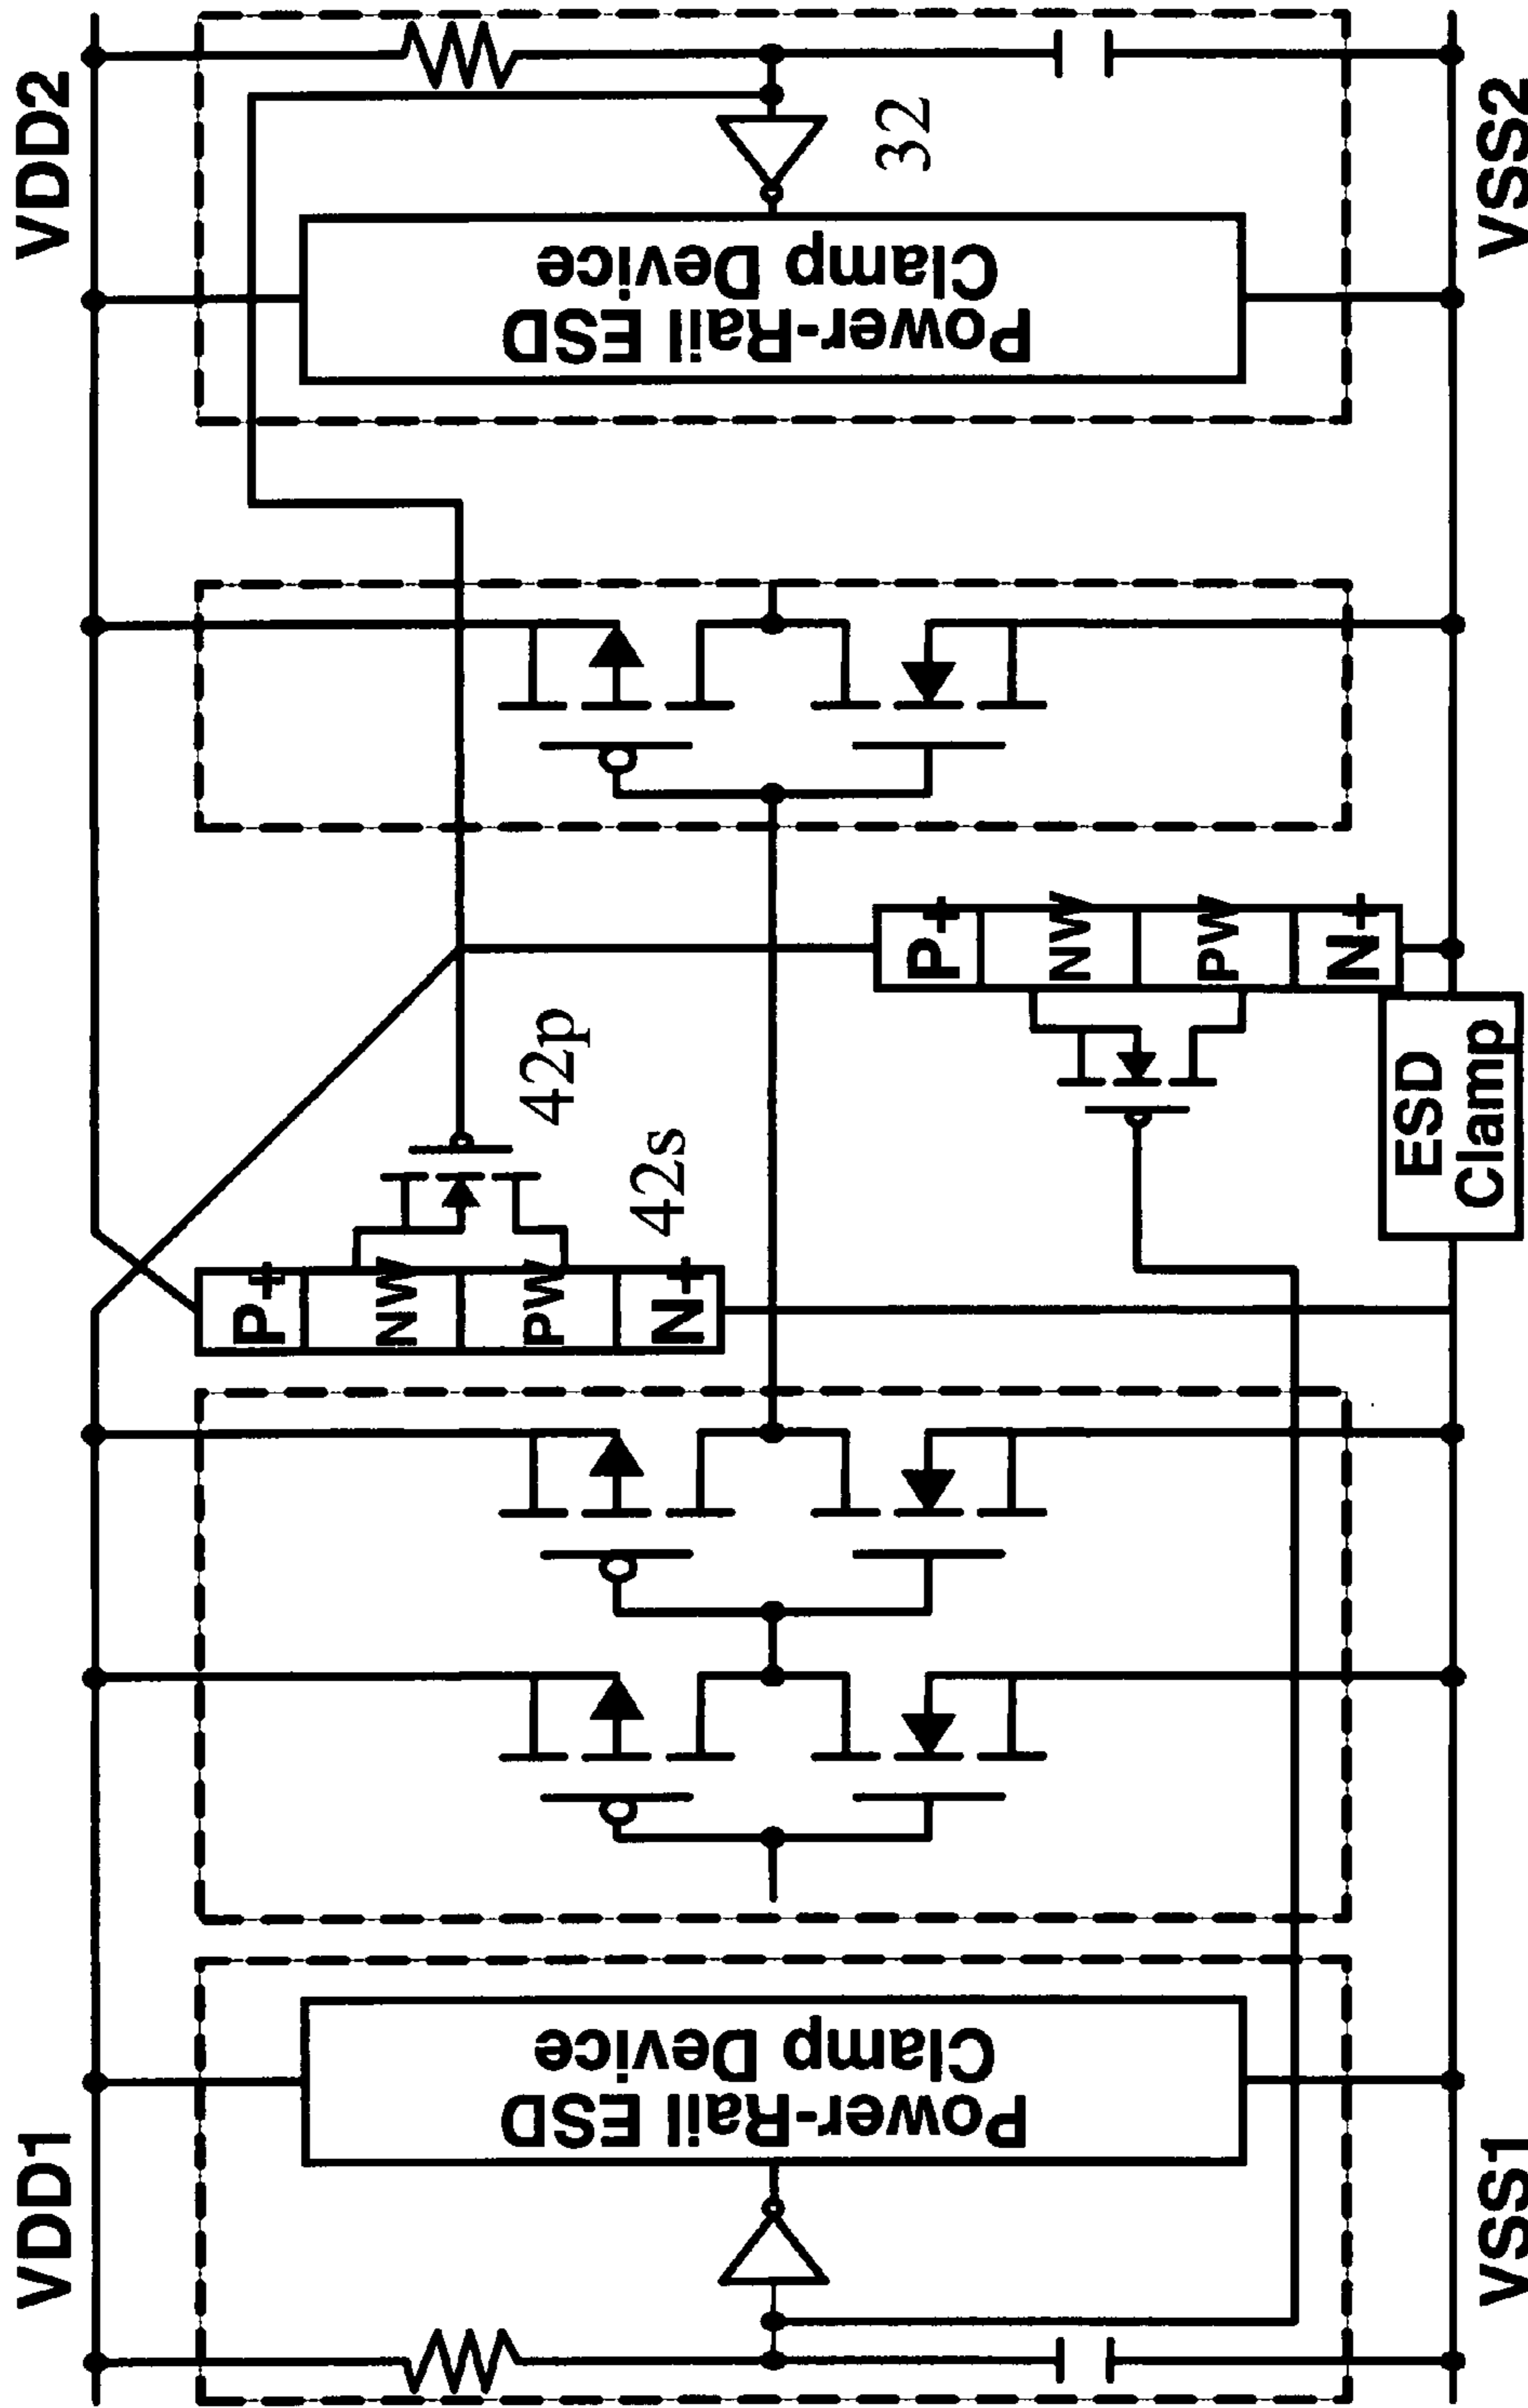 VDD1
VDD2
Power-Rail ESD
Clamp Device
P+
NW
PW
N+
42s
42p
P+
NW
PW
N+
Power-Rail ESD
Clamp Device
32
ESD
Clamp
VSS1
VSS2